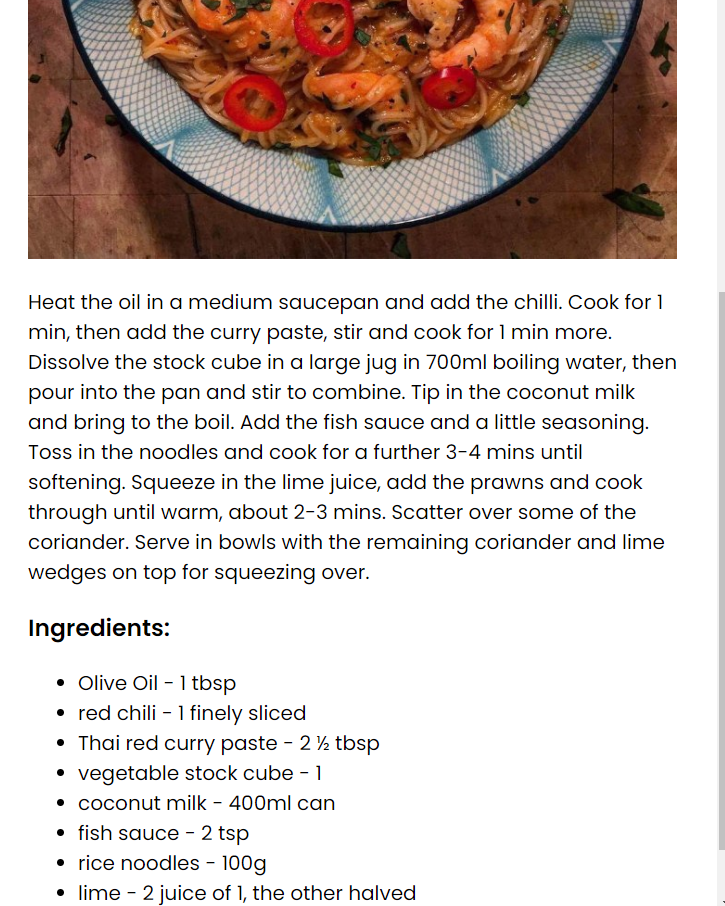 Heat the oil in a medium saucepan and add the chilli. Cook for 1
min, then add the curry paste, stir and cook for 1 min more.
Dissolve the stock cube in a large jug in 700ml boiling water, then
pour into the pan and stir to combine. Tip in the coconut milk
and bring to the boil. Add the fish sauce and a little seasoning.
Toss in the noodles and cook for a further 3-4 mins until
softening. Squeeze in the lime juice, add the prawns and cook
through until warm, about 2-3 mins. Scatter over some of the
coriander. Serve in bowls with the remaining coriander and lime
wedges on top for squeezing over.
Ingredients:
• Olive Oil - 1 tbsp
• red chili - 1 finely sliced
• Thai red curry paste - 2 ½ tbsp
• vegetable stock cube - 1
• coconut milk - 400ml can
• fish sauce - 2 tsp
• rice noodles - 100g
• lime - 2 juice of 1, the other halved